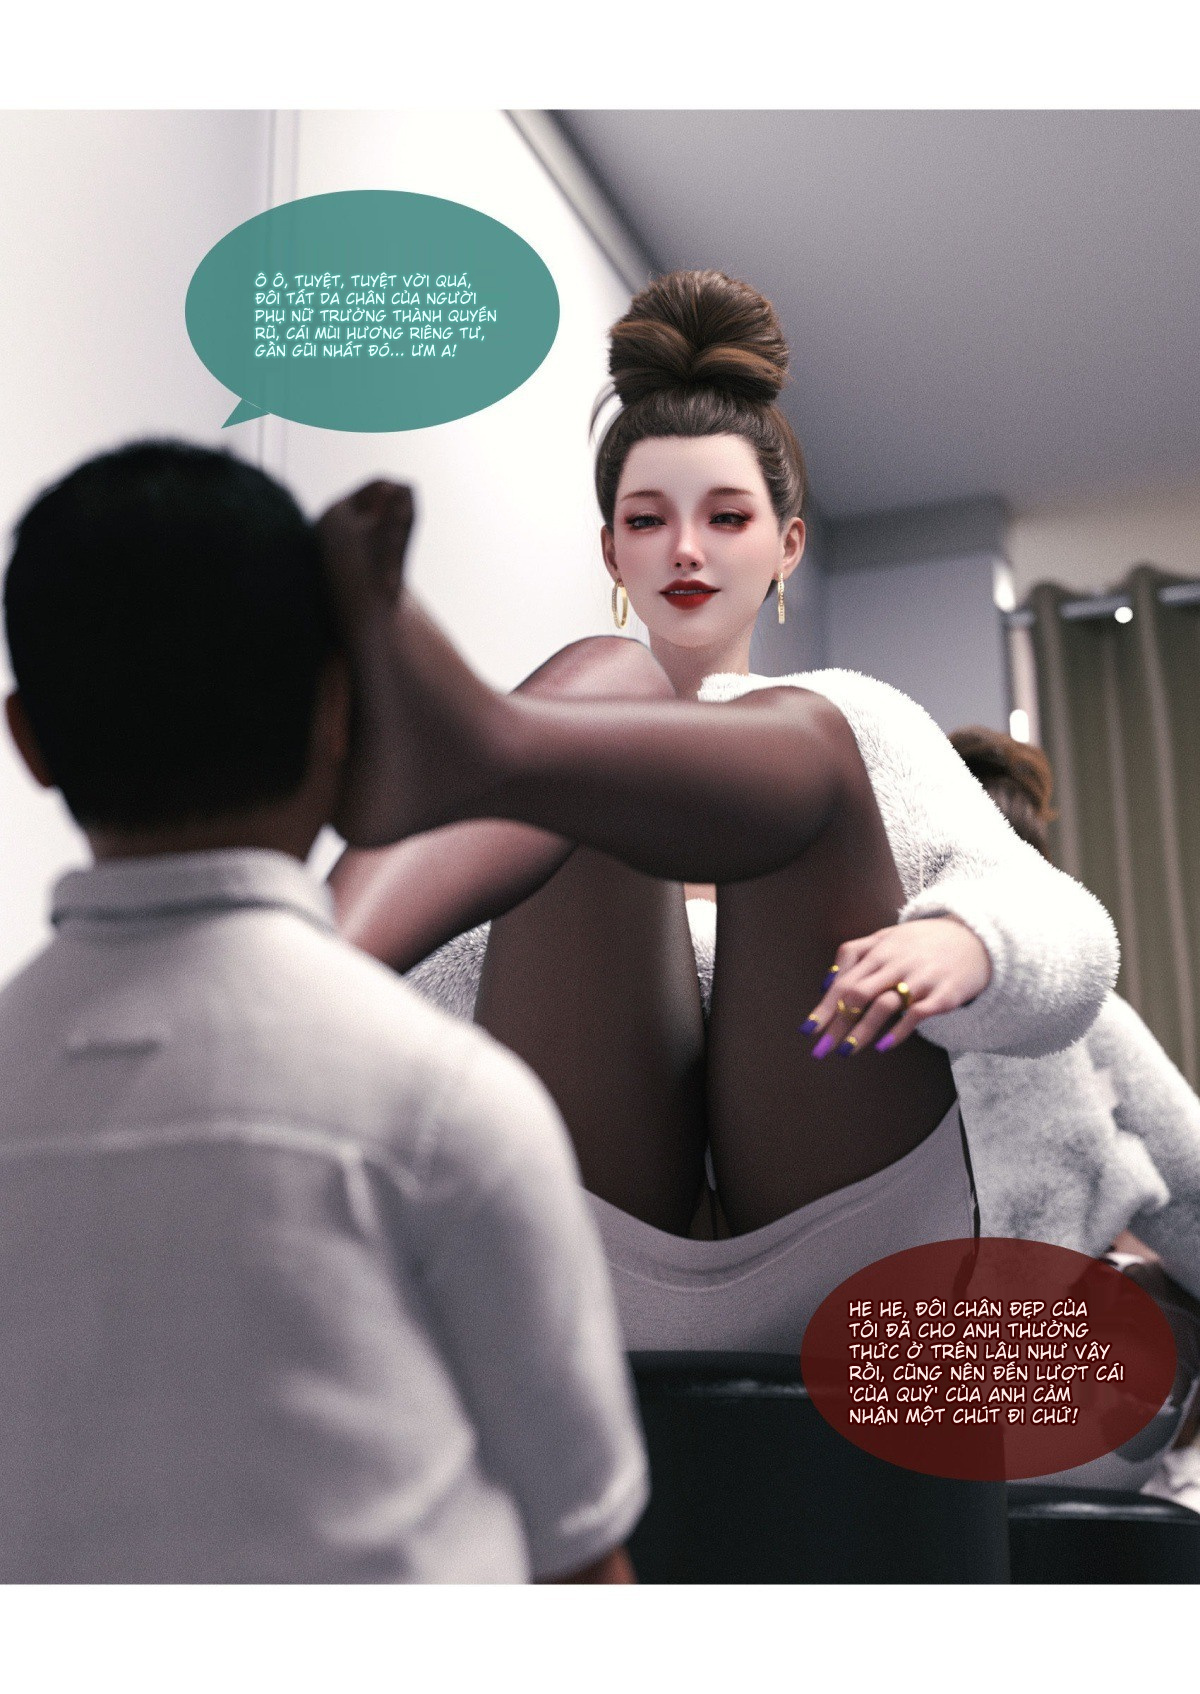 Ô Ô, TUYỆT, TUYỆT VỜI QUÁ,
ĐÔI TẤT DA CHÂN CỦA NGƯỜI
PHỤ NỮ TRƯỞNG THÀNH QUYẾN
RŨ, CÁI MÙI HƯƠNG RIÊNG TƯ,
GẦN GŨI NHẤT ĐÓ... ƯM A!
HE HE, ĐÔI CHÂN ĐẸP CỦA
TÔI ĐÃ CHO ANH THƯỞNG
THỨC Ở TRÊN LÂU NHƯ VẬY
RỒI, CŨNG NÊN ĐẾN LƯỢT CÁI
'CỦA QUÝ' CỦA ANH CẢM
NHẬN MỘT CHÚT ĐI CHỨ!